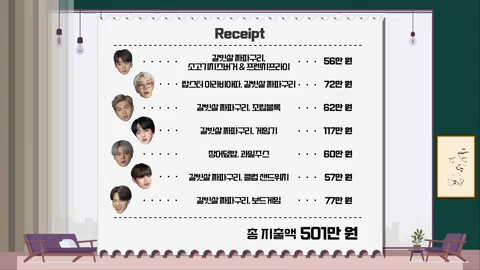 Receipt
갈빗살 짜파구리,
소고기치즈버거 & 프렌치프라이
56만 원
랍스터 아라비아따, 갈빗살 짜파구리
72만 원
갈빗살 짜파구리, 조립블록
62만 원
갈빗살 짜파구리, 게임기
117만 원
장어덮밥, 과일주스
60만 원
갈빗살 짜파구리, 클럽 샌드위치
57만 원
갈빗살 짜파구리, 보드게임
77만 원
총 지출액 501만 원